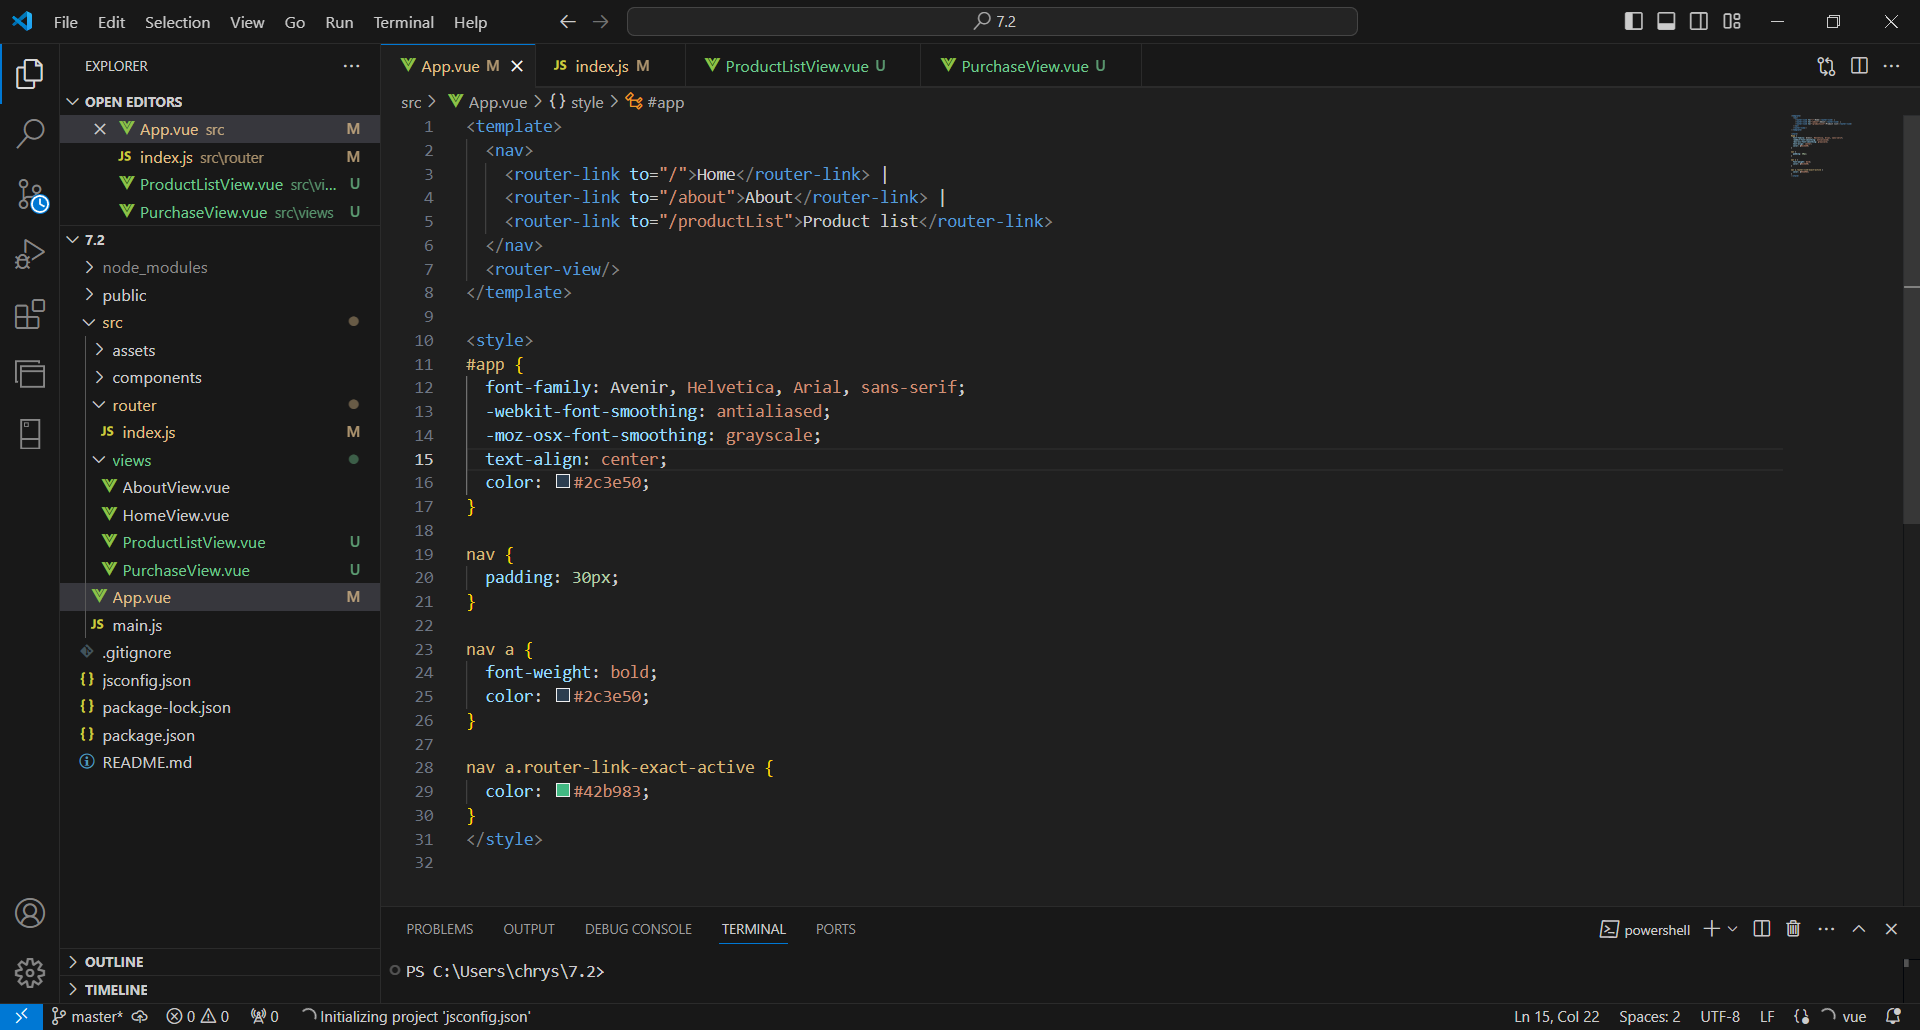 File Edit Selection View Go Run Terminal Help
7.2
EXPLORER
OPEN EDITORS
App.vue src M
JS index.js src\router M
ProductListView.vue src\vi... U
PurchaseView.vue src\views U
7.2
node_modules
public
src
assets
components
router
JS index.js M
views
AboutView.vue
HomeView.vue
ProductListView.vue U
PurchaseView.vue U
App.vue M
JS main.js
.gitignore
{} jsconfig.json
{} package-lock.json
{} package.json
README.md
OUTLINE
TIMELINE
App.vue M JS index.js M ProductListView.vue U PurchaseView.vue U
src > App.vue > {} style > #app
1 <template>
2 <nav>
3 <router-link to="/">Home</router-link> |
4 <router-link to="/about">About</router-link> |
5 <router-link to="/productList">Product list</router-link>
6 </nav>
7 <router-view/>
8 </template>
9
10 <style>
11 #app {
12 font-family: Avenir, Helvetica, Arial, sans-serif;
13 -webkit-font-smoothing: antialiased;
14 -moz-osx-font-smoothing: grayscale;
15 text-align: center;
16 color: #2c3e50;
17 }
18
19 nav {
20 padding: 30px;
21 }
22
23 nav a {
24 font-weight: bold;
25 color: #2c3e50;
26 }
27
28 nav a.router-link-exact-active {
29 color: #42b983;
30 }
31 </style>
32
PROBLEMS OUTPUT DEBUG CONSOLE TERMINAL PORTS
powershell
PS C:\Users\chrys\7.2>
master* 0 0 0 Initializing project 'jsconfig.json'
Ln 15, Col 22 Spaces: 2 UTF-8 LF {} vue